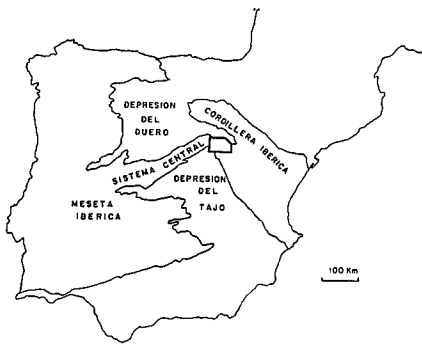 DEPRESION
DEL
DUERO
CORDILLERA IBERICA
SISTEMA CENTRAL
DEPRESION
DEL
TAJO
MESETA
IBERICA
100 Km